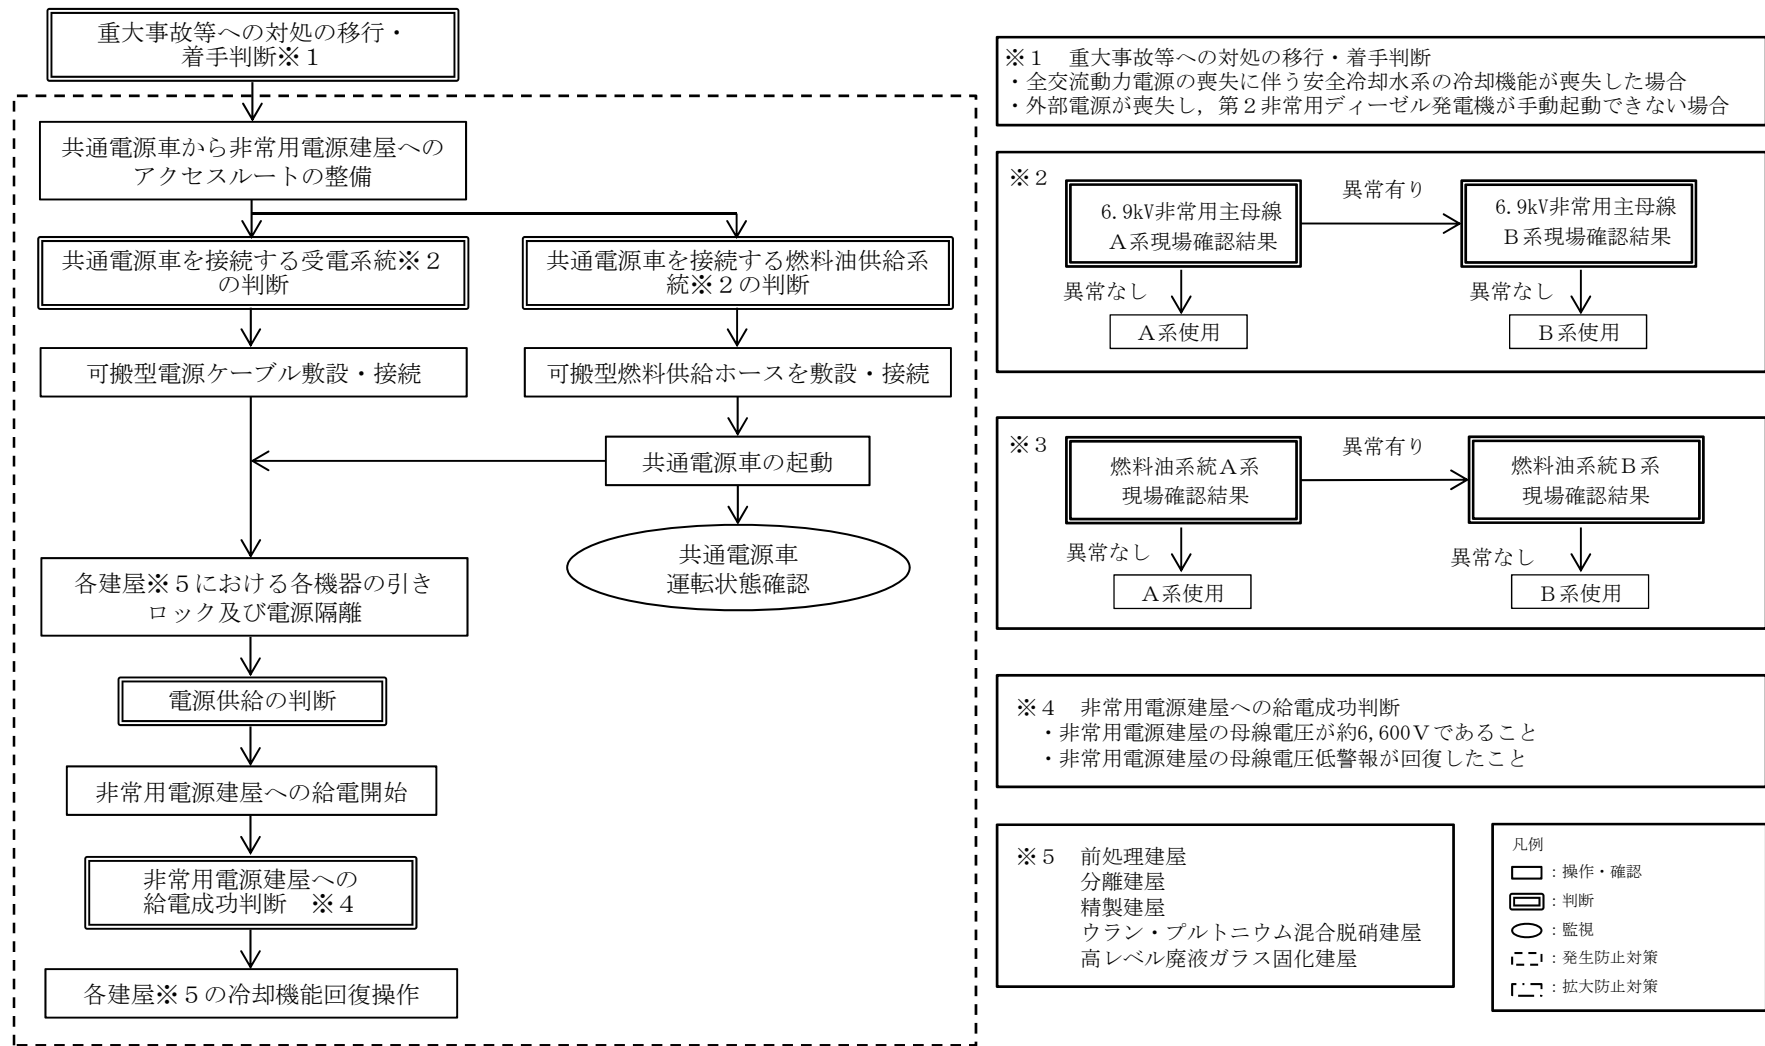 重大事故等への対処の移行・
着手判断※１
共通電源車から非常用電源建屋への
アクセスルートの整備
共通電源車を接続する受電系統※２
の判断
共通電源車を接続する燃料油供給系
統※２の判断
可搬型電源ケーブル敷設・接続
可搬型燃料供給ホースを敷設・接続
共通電源車の起動
共通電源車
運転状態確認
各建屋※５における各機器の引き
ロック及び電源隔離
電源供給の判断
非常用電源建屋への給電開始
非常用電源建屋への
給電成功判断　※４
各建屋※５の冷却機能回復操作
※１　重大事故等への対処の移行・着手判断
・全交流動力電源の喪失に伴う安全冷却水系の冷却機能が喪失した場合
・外部電源が喪失し，第２非常用ディーゼル発電機が手動起動できない場合
※２
6.9kV非常用主母線
Ａ系現場確認結果
異常有り
6.9kV非常用主母線
Ｂ系現場確認結果
異常なし
異常なし
Ａ系使用
Ｂ系使用
※３
燃料油系統Ａ系
現場確認結果
異常有り
燃料油系統Ｂ系
現場確認結果
異常なし
異常なし
Ａ系使用
Ｂ系使用
※４　非常用電源建屋への給電成功判断
・非常用電源建屋の母線電圧が約6,600Ｖであること
・非常用電源建屋の母線電圧低警報が回復したこと
※５　前処理建屋
分離建屋
精製建屋
ウラン・プルトニウム混合脱硝建屋
高レベル廃液ガラス固化建屋
凡例
：操作・確認
：判断
：監視
：発生防止対策
：拡大防止対策